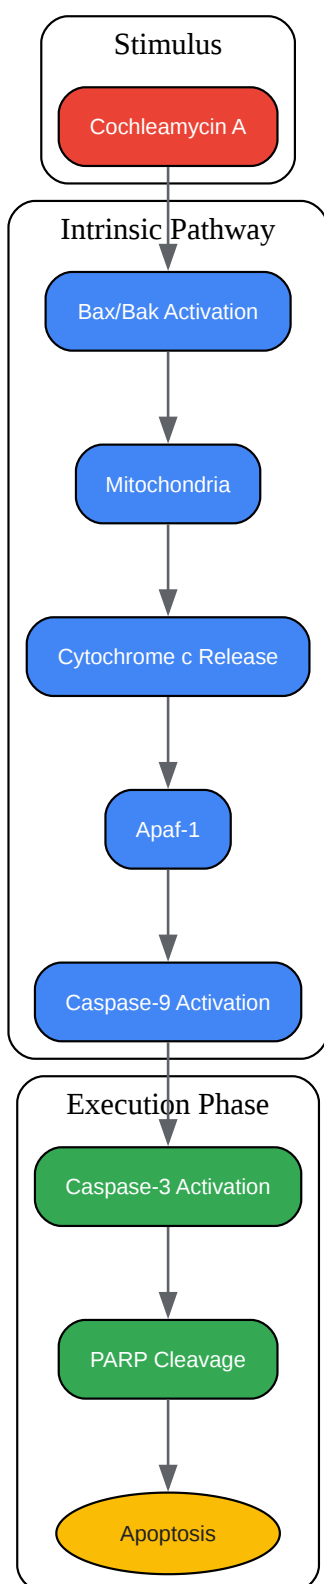 Stimulus
Cochleamycin A
Intrinsic Pathway
Bax/Bak Activation
Mitochondria
Cytochrome c Release
Apaf-1
Caspase-9 Activation
Execution Phase
Caspase-3 Activation
PARP Cleavage
Apoptosis